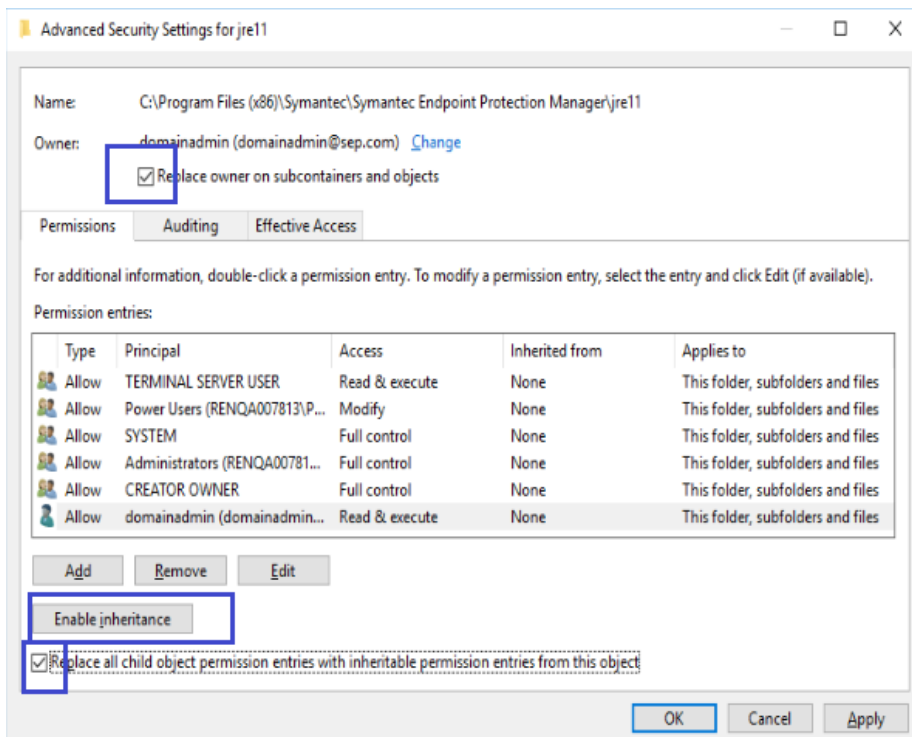 Advanced Security Settings for jre11
Name: C:\Program Files (x86)\Symantec\Symantec Endpoint Protection Manager\jre11
Owner: domainadmin (domainadmin@sep.com) Change
Replace owner on subcontainers and objects
Permissions Auditing Effective Access
For additional information, double-click a permission entry. To modify a permission entry, select the entry and click Edit (if available).
Permission entries:
Type Principal Access Inherited from Applies to
Allow TERMINAL SERVER USER Read & execute None This folder, subfolders and files
Allow Power Users (RENQA007813\P... Modify None This folder, subfolders and files
Allow SYSTEM Full control None This folder, subfolders and files
Allow Administrators (RENQA00781... Full control None This folder, subfolders and files
Allow CREATOR OWNER Full control None This folder, subfolders and files
Allow domainadmin (domainadmin... Read & execute None This folder, subfolders and files
Add Remove Edit
Enable inheritance
Replace all child object permission entries with inheritable permission entries from this object
OK Cancel Apply